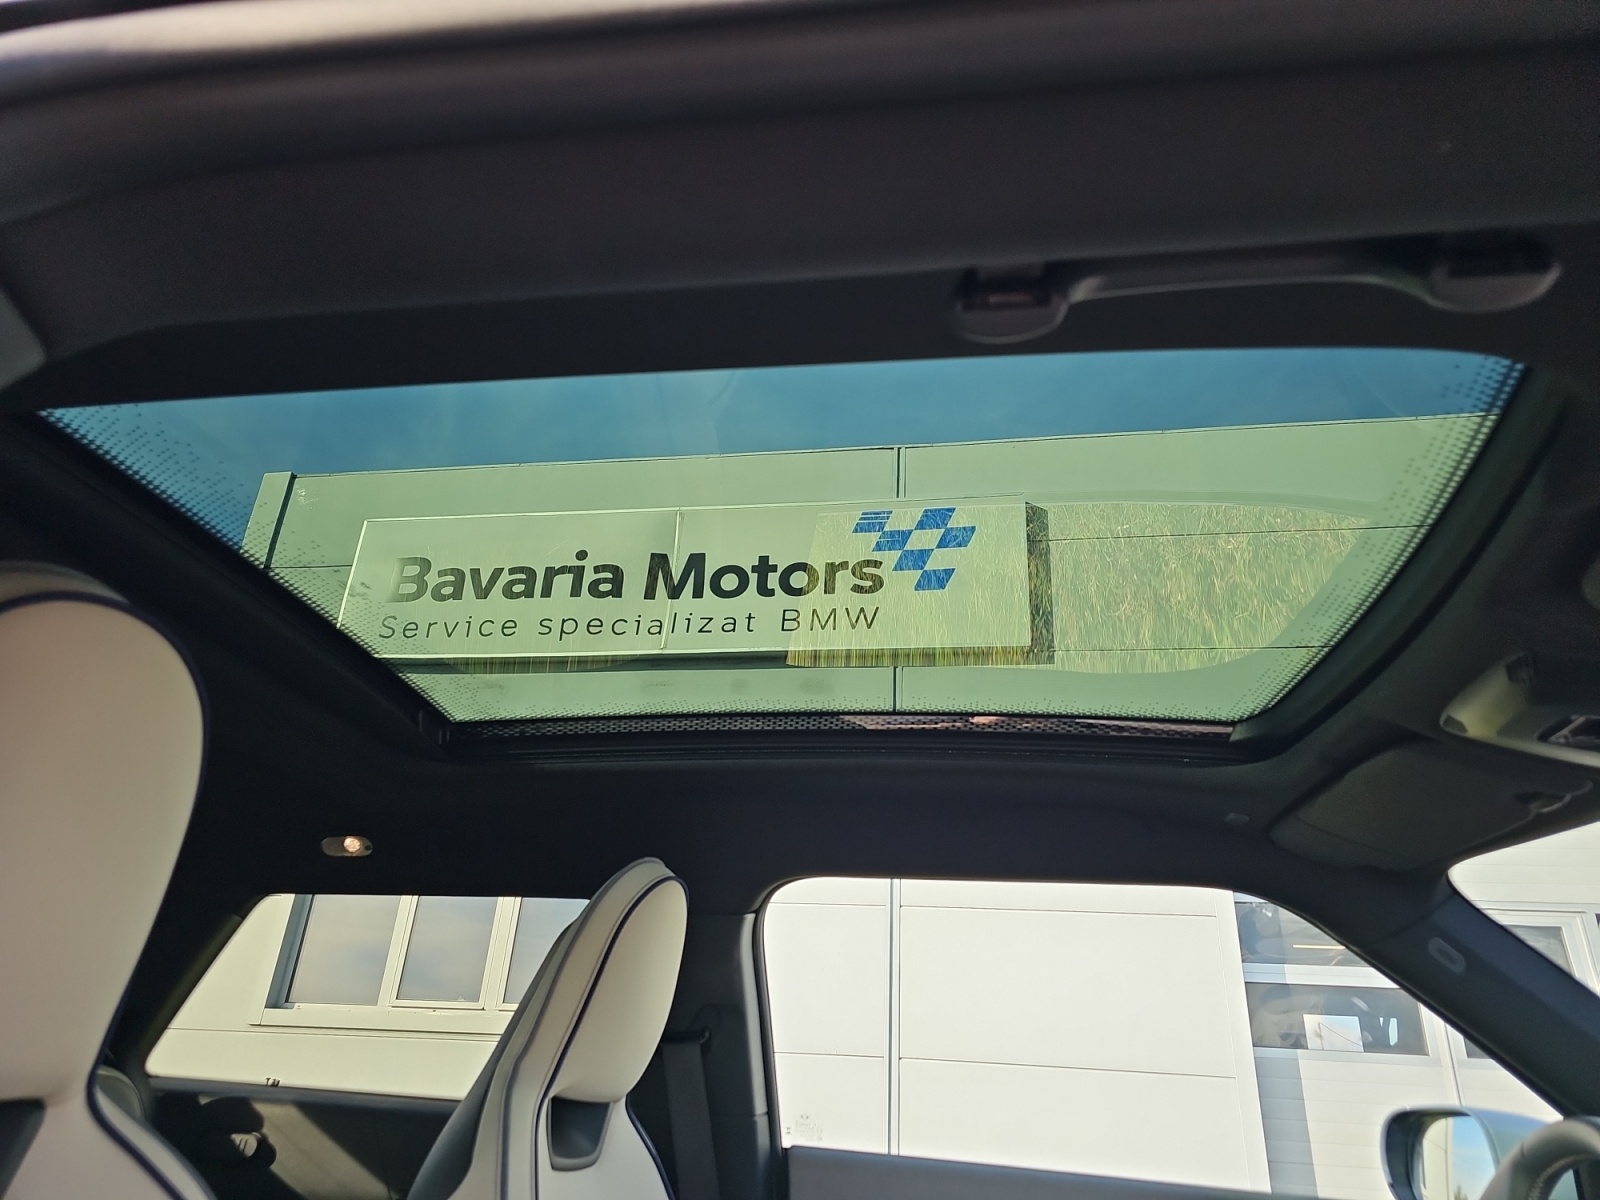 Bavaria Motors
Service specializat BMW